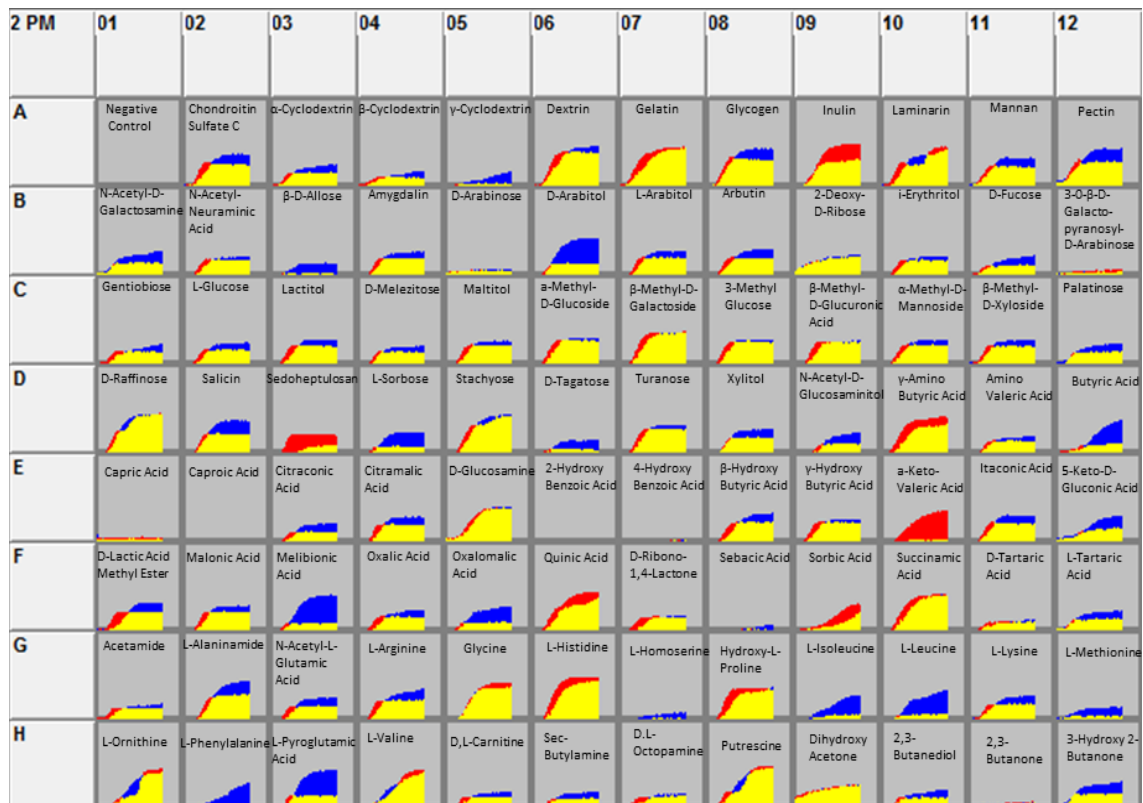 2 PM 01 02 03 04 05 06 07 08 09 10 11 12
A
Negative
Control
Chondroitin
Sulfate C
α-Cyclodextrin
β-Cyclodextrin
γ-Cyclodextrin
Dextrin
Gelatin
Glycogen
Inulin
Laminarin
Mannan
Pectin
B
N-Acetyl-D-
Galactosamine
N-Acetyl-
Neuraminic
Acid
β-D-Allose
Amygdalin
D-Arabinose
D-Arabitol
L-Arabitol
Arbutin
2-Deoxy-
D-Ribose
i-Erythritol
D-Fucose
3-0-β-D-
Galacto-
pyranosyl-
D-Arabinose
C
Gentiobiose
L-Glucose
Lactitol
D-Melezitose
Maltitol
a-Methyl-
D-Glucoside
β-Methyl-D-
Galactoside
3-Methyl
Glucose
β-Methyl-
D-Glucuronic
Acid
α-Methyl-D-
Mannoside
β-Methyl-
D-Xyloside
Palatinose
D
D-Raffinose
Salicin
Sedoheptulosan
L-Sorbose
Stachyose
D-Tagatose
Turanose
Xylitol
N-Acetyl-D-
Glucosaminitol
γ-Amino
Butyric Acid
Amino
Valeric Acid
Butyric Acid
E
Capric Acid
Caproic Acid
Citraconic
Acid
Citramalic
Acid
D-Glucosamine
2-Hydroxy
Benzoic Acid
4-Hydroxy
Benzoic Acid
β-Hydroxy
Butyric Acid
γ-Hydroxy
Butyric Acid
a-Keto-
Valeric Acid
Itaconic Acid
5-Keto-D-
Gluconic Acid
F
D-Lactic Acid
Methyl Ester
Malonic Acid
Melibionic
Acid
Oxalic Acid
Oxalomalic
Acid
Quinic Acid
D-Ribono-
1,4-Lactone
Sebacic Acid
Sorbic Acid
Succinamic
Acid
D-Tartaric
Acid
L-Tartaric
Acid
G
Acetamide
L-Alaninamide
N-Acetyl-L-
Glutamic
Acid
L-Arginine
Glycine
L-Histidine
L-Homoserine
Hydroxy-L-
Proline
L-Isoleucine
L-Leucine
L-Lysine
L-Methionine
H
L-Ornithine
L-Phenylalanine
L-Pyroglutamic
Acid
L-Valine
D,L-Carnitine
Sec-
Butylamine
D.L-
Octopamine
Putrescine
Dihydroxy
Acetone
2,3-
Butanediol
2,3-
Butanone
3-Hydroxy 2-
Butanone